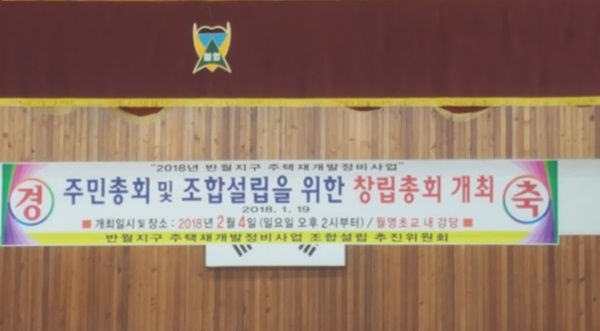 "2018년 반월지구 주택재개발정비사업"
경 주민총회 및 조합설립을 위한 창립총회 개최 축
2018. 1. 19
■ 개최일시 및 장소 : 2018년 2월 4일 (일요일 오후 2시부터) / 월영초교 내 강당 ■
반월지구 주택재개발정비사업 조합설립 추진위원회